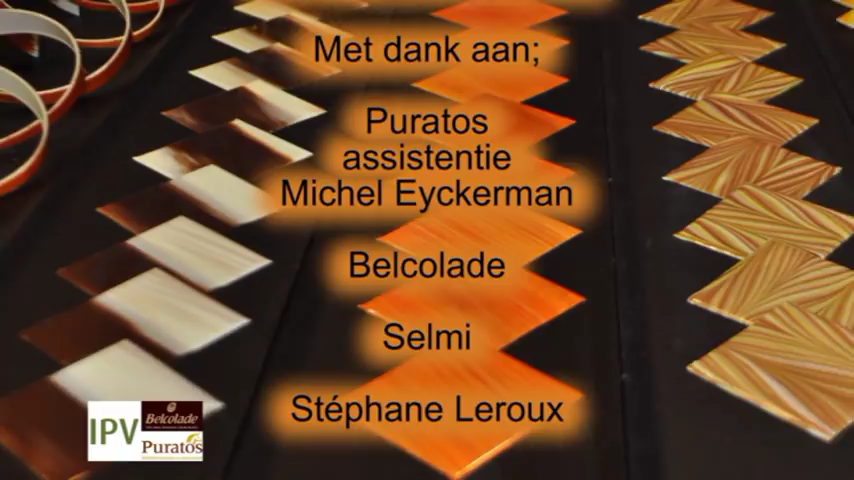 Met dank aan;
Puratos
assistentie
Michel Eyckerman
Belcolade
Selmi
Stéphane Leroux
IPV
Belcolade
Puratos